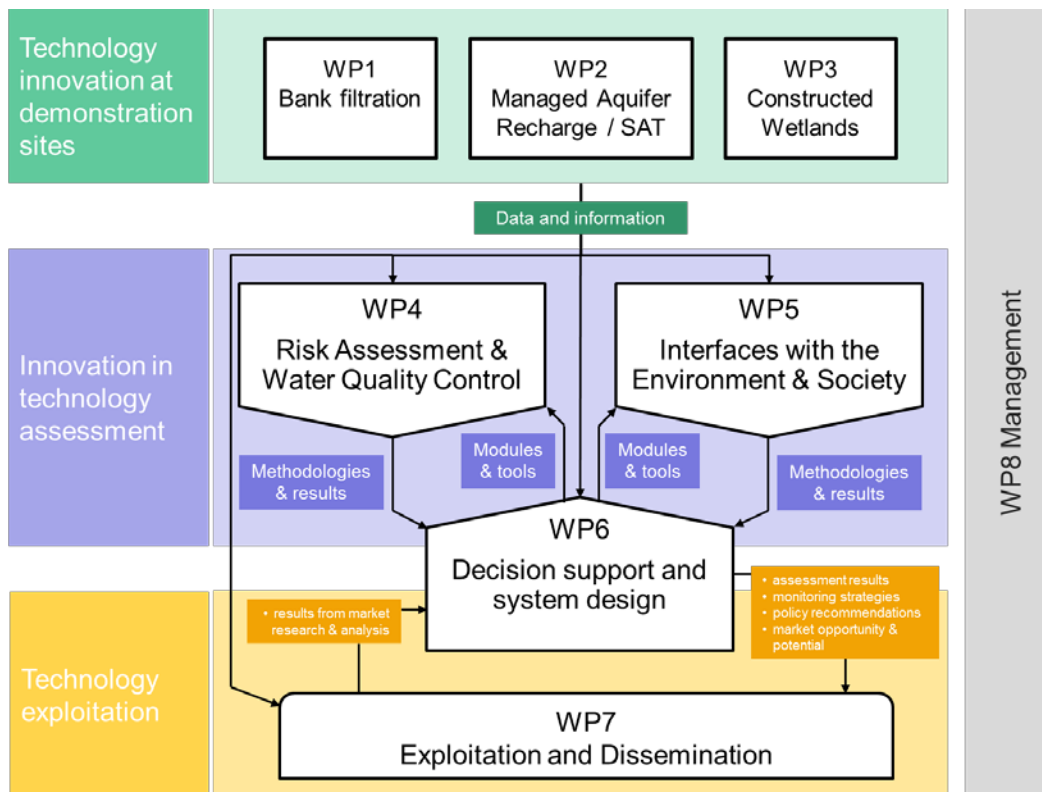 Technology
innovation at
demonstration
sites
WP1
Bank filtration
WP2
Managed Aquifer
Recharge / SAT
WP3
Constructed
Wetlands
Data and information
Innovation in
technology
assessment
WP4
Risk Assessment &
Water Quality Control
WP5
Interfaces with the
Environment & Society
Methodologies
& results
Modules
& tools
Modules
& tools
Methodologies
& results
WP6
Decision support and
system design
• results from market
research & analysis
• assessment results
• monitoring strategies
• policy recommendations
• market opportunity &
potential
Technology
exploitation
WP7
Exploitation and Dissemination
WP8 Management